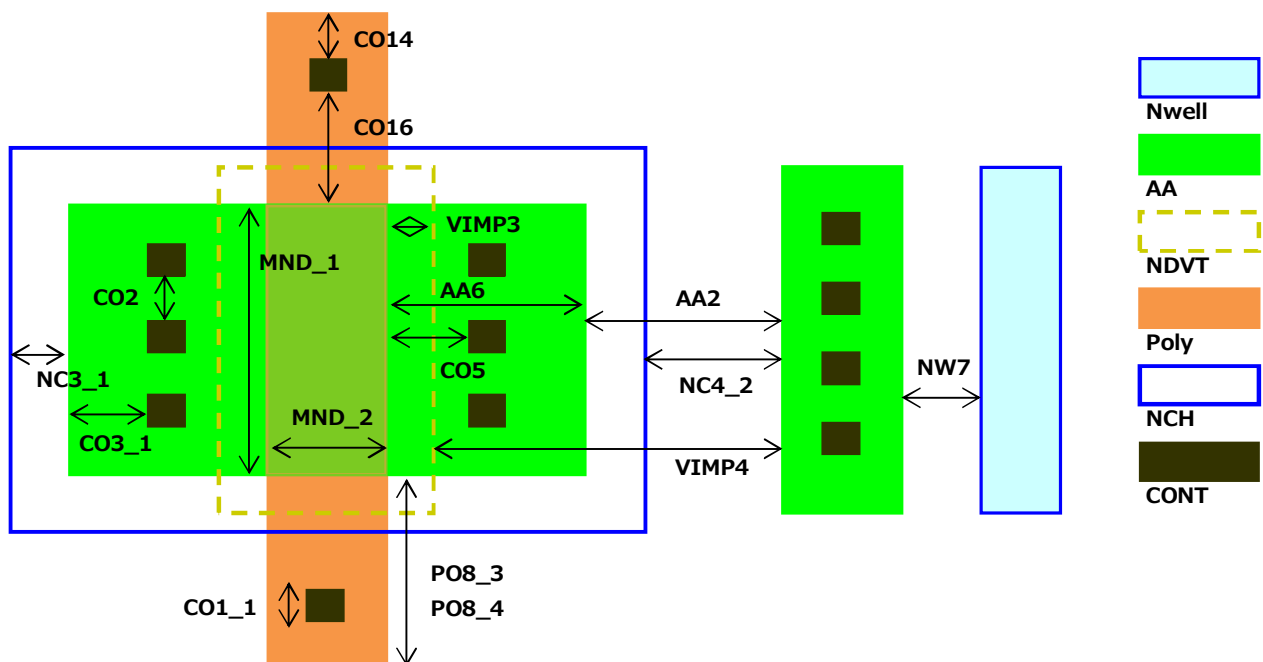 CO14
CO16
VIMP3
MND_1
CO2
AA6
AA2
CO5
NC3_1
NC4_2
NW7
MND_2
CO3_1
VIMP4
PO8_3
PO8_4
CO1_1
Nwell
AA
NDVT
Poly
NCH
CONT